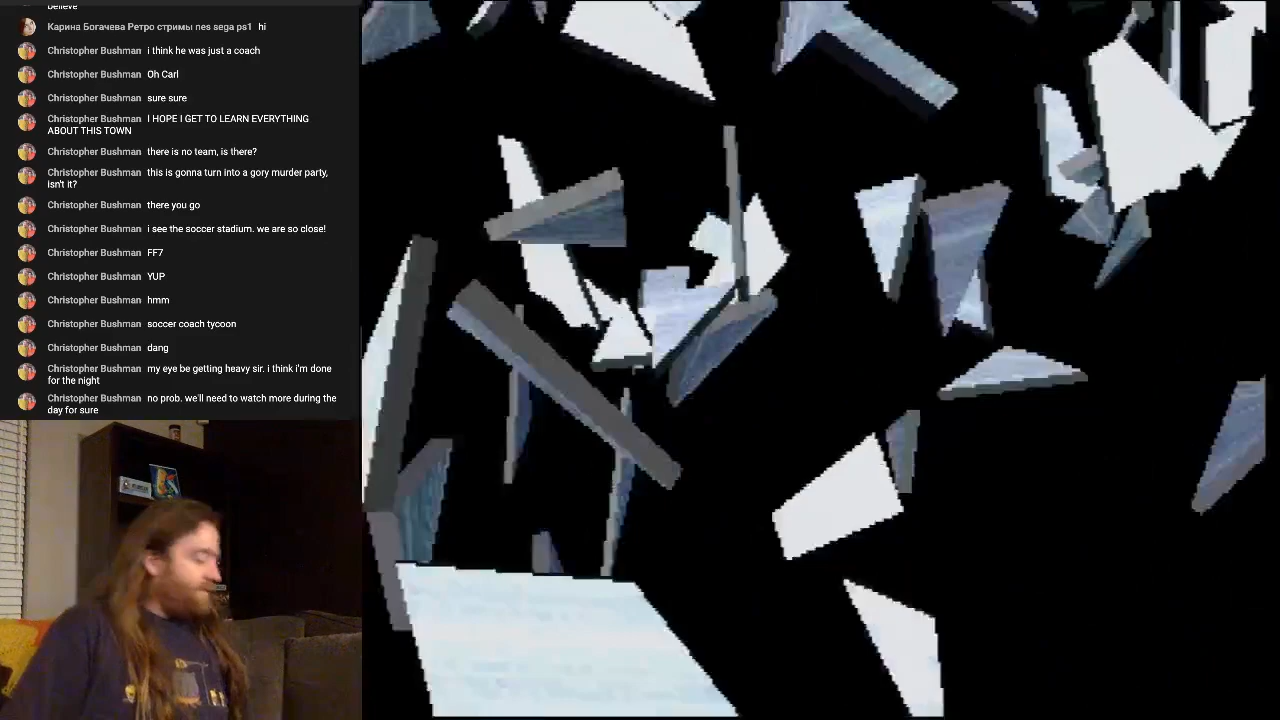 believe
Карина Богачева Ретро стримы nes sega ps1 hi
Christopher Bushman i think he was just a coach
Christopher Bushman Oh Carl
Christopher Bushman sure sure
Christopher Bushman I HOPE I GET TO LEARN EVERYTHING
ABOUT THIS TOWN
Christopher Bushman there is no team, is there?
Christopher Bushman this is gonna turn into a gory murder party,
isn't it?
Christopher Bushman there you go
Christopher Bushman i see the soccer stadium. we are so close!
Christopher Bushman FF7
Christopher Bushman YUP
Christopher Bushman hmm
Christopher Bushman soccer coach tycoon
Christopher Bushman dang
Christopher Bushman my eye be getting heavy sir. i think i'm done
for the night
Christopher Bushman no prob. we'll need to watch more during the
day for sure